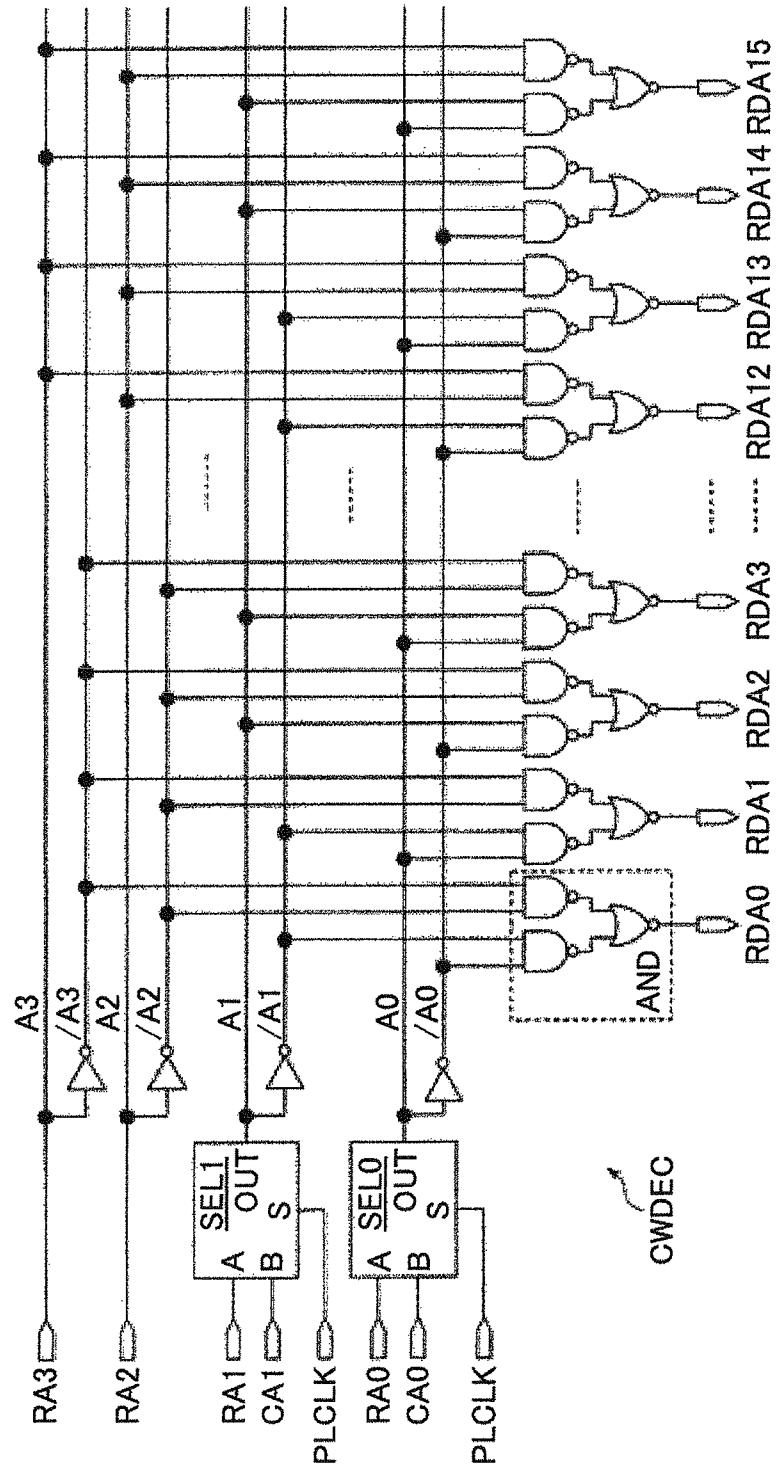 RA3
RA2
RA1
CA1
PLCLK
RA0
CA0
PLCLK
SEL1
A
B
OUT
S
SEL0
A
B
OUT
S
A3
/A3
A2
/A2
A1
/A1
A0
/A0
AND
CWDEC
RDA0
RDA1
RDA2
RDA3
RDA12
RDA13
RDA14
RDA15